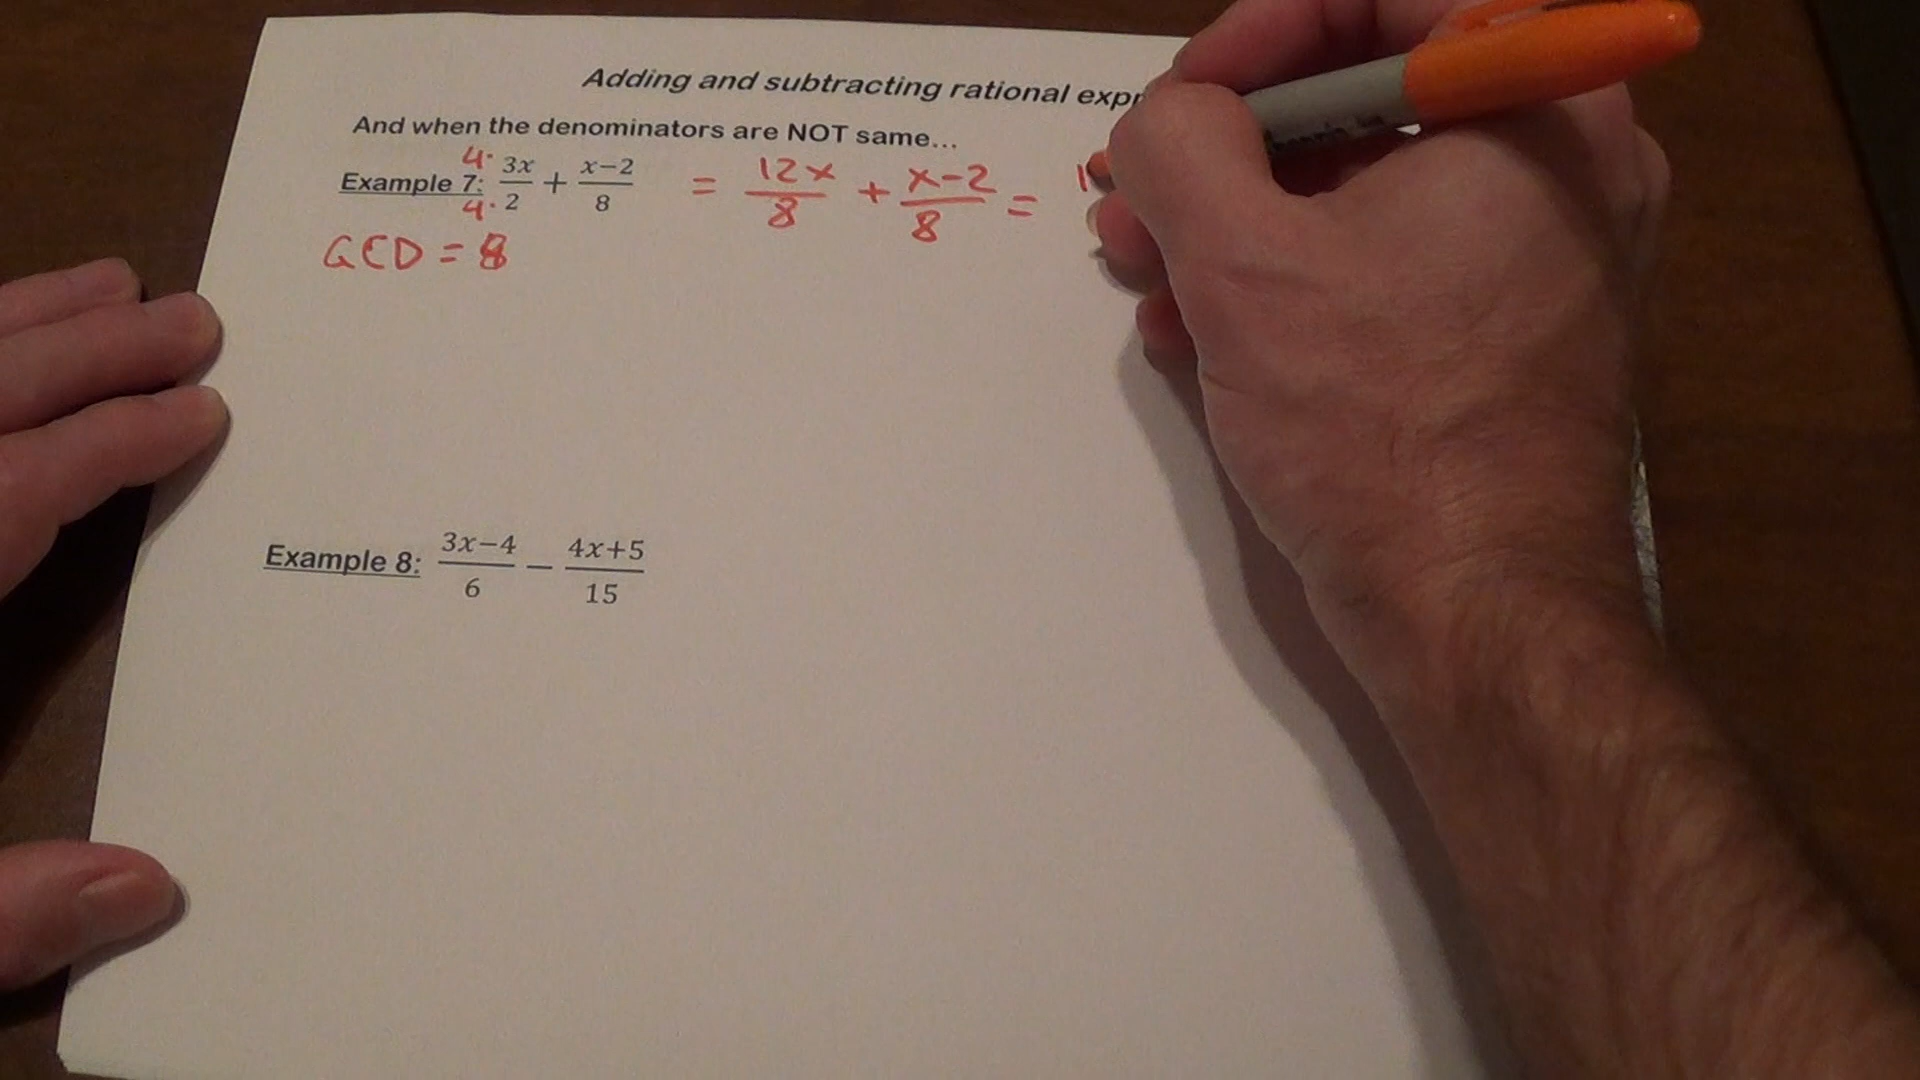 Adding and subtracting rational
And when the denominators are NOT same...
Example 7: 4· 3x / 4· 2 + x−2 / 8 = 12x / 8 + x-2 / 8 =
GCD = 8
Example 8: 3x−4 / 6 − 4x+5 / 15